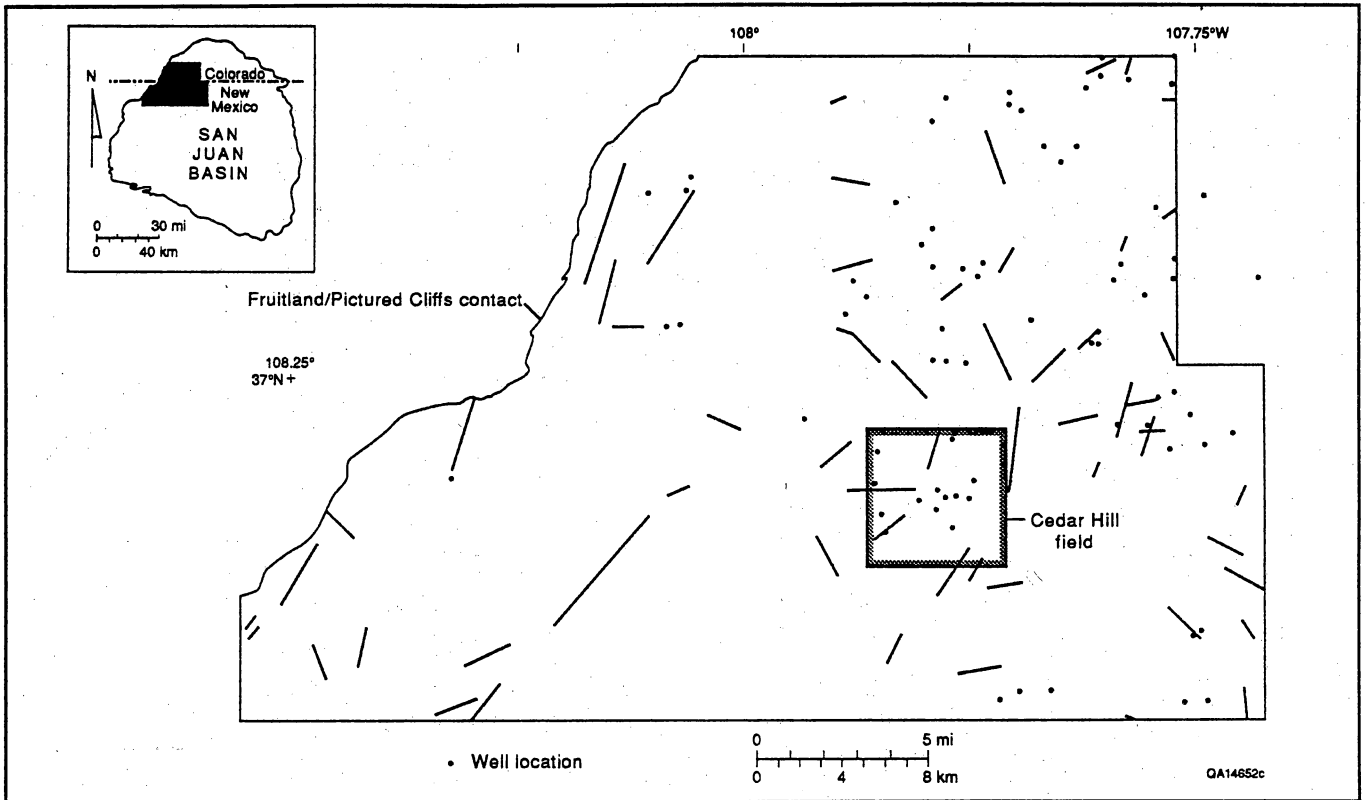 108°
107.75°W
N
Colorado
New
Mexico
SAN
JUAN
BASIN
0 30 mi
0 40 km
Fruitland/Pictured Cliffs contact
108.25°
37°N +
Cedar Hill
field
0 5 mi
0 4 8 km
• Well location
QA14652c